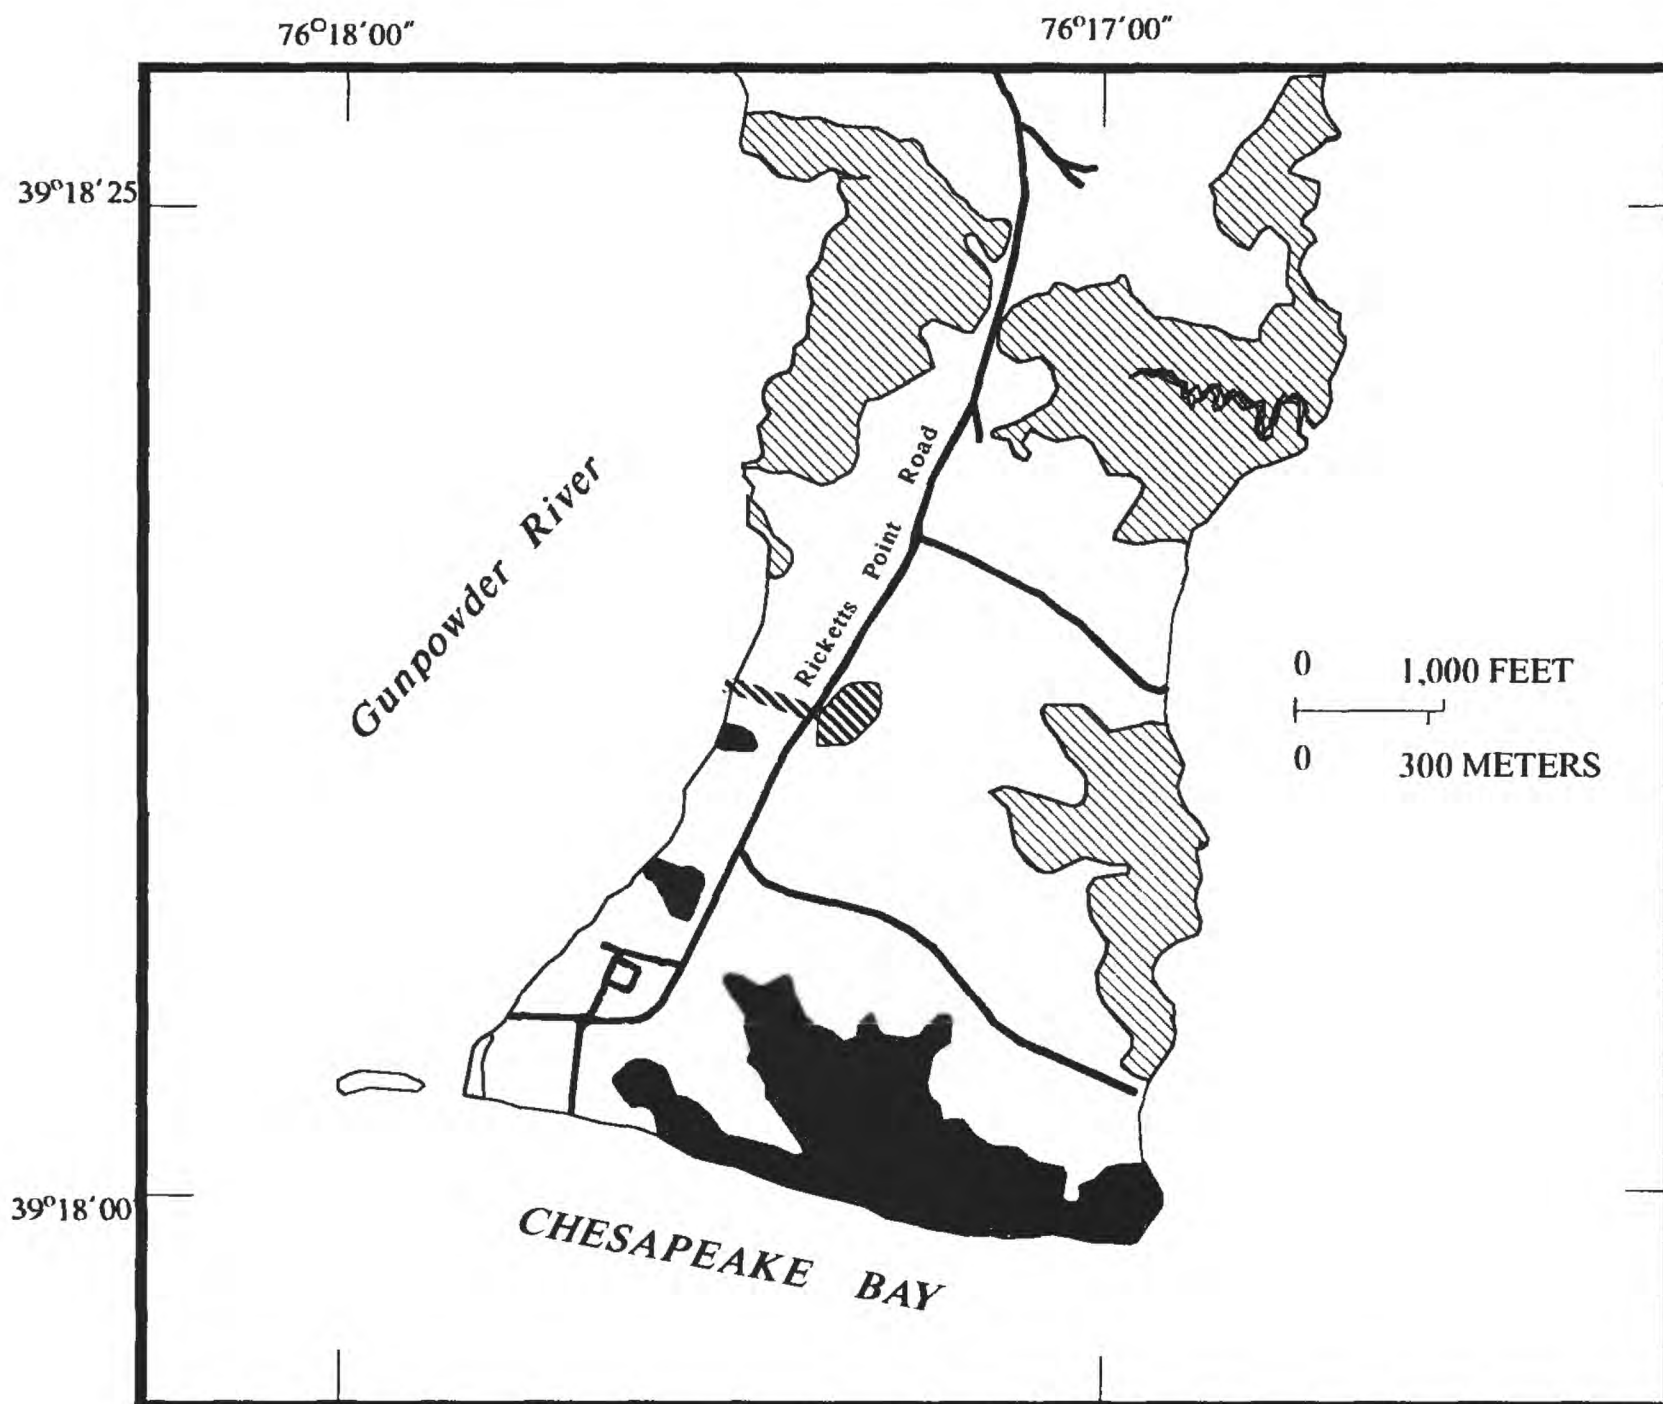 76°18'00"
76°17'00"
39°18'25
Ricketts Point Road
Gunpowder River
0 1,000 FEET
0 300 METERS
39°18'00
CHESAPEAKE BAY